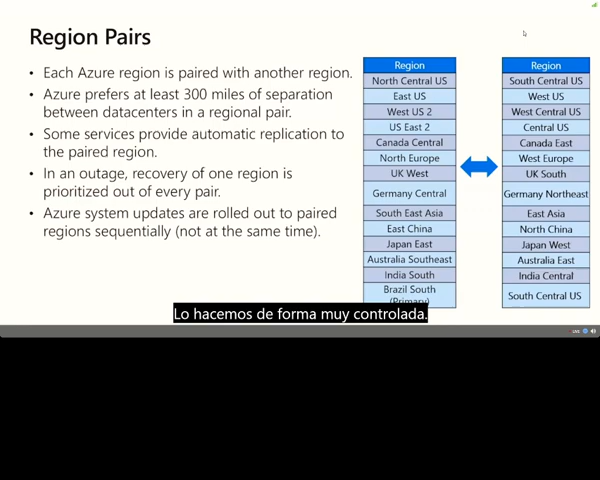 Region Pairs
• Each Azure region is paired with another region.
• Azure prefers at least 300 miles of separation
between datacenters in a regional pair.
• Some services provide automatic replication to
the paired region.
• In an outage, recovery of one region is
prioritized out of every pair.
• Azure system updates are rolled out to paired
regions sequentially (not at the same time).
Region
North Central US
East US
West US 2
US East 2
Canada Central
North Europe
UK West
Germany Central
South East Asia
East China
Japan East
Australia Southeast
India South
Brazil South
(Primary)
Region
South Central US
West US
West Central US
Central US
Canada East
West Europe
UK South
Germany Northeast
East Asia
North China
Japan West
Australia East
India Central
South Central US
Lo hacemos de forma muy controlada.
LIVE